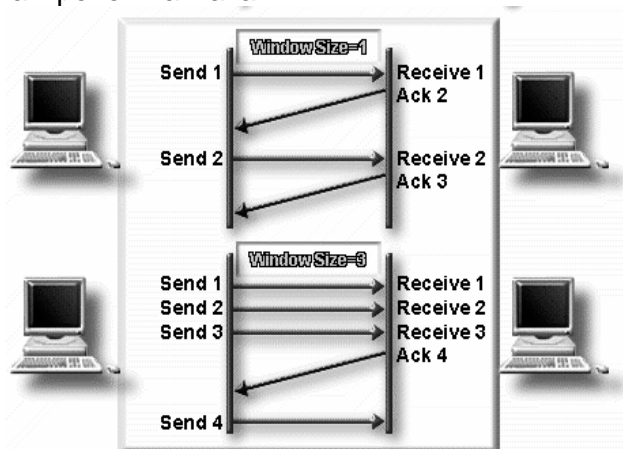 Window Size=1
Send 1
Receive 1
Ack 2
Send 2
Receive 2
Ack 3
Window Size=3
Send 1
Receive 1
Send 2
Receive 2
Send 3
Receive 3
Ack 4
Send 4